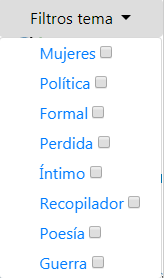 Filtros tema
Mujeres
Política
Formal
Perdida
Íntimo
Recopilador
Poesía
Guerra